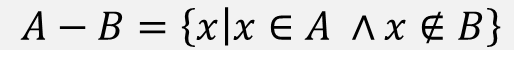 A − B = {x|x ∈ A ∧ x ∉ B}